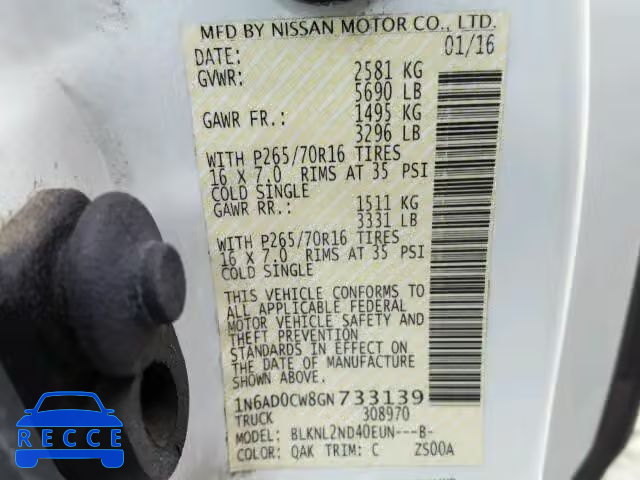 MFD BY NISSAN MOTOR CO., LTD.
DATE: 01/16
GVWR: 2581 KG
5690 LB
GAWR FR.: 1495 KG
3296 LB
WITH P265/70R16 TIRES
16 X 7.0 RIMS AT 35 PSI
COLD SINGLE
GAWR RR.: 1511 KG
3331 LB
WITH P265/70R16 TIRES
16 X 7.0 RIMS AT 35 PSI
COLD SINGLE
THIS VEHICLE CONFORMS TO
ALL APPLICABLE FEDERAL
MOTOR VEHICLE SAFETY AND
THEFT PREVENTION
STANDARDS IN EFFECT ON
THE DATE OF MANUFACTURE
SHOWN ABOVE.
1N6AD0CW8GN733139
TRUCK 308970
MODEL: BLKNL2ND40EUN---B-
COLOR: QAK TRIM: C ZS00A
RECCE